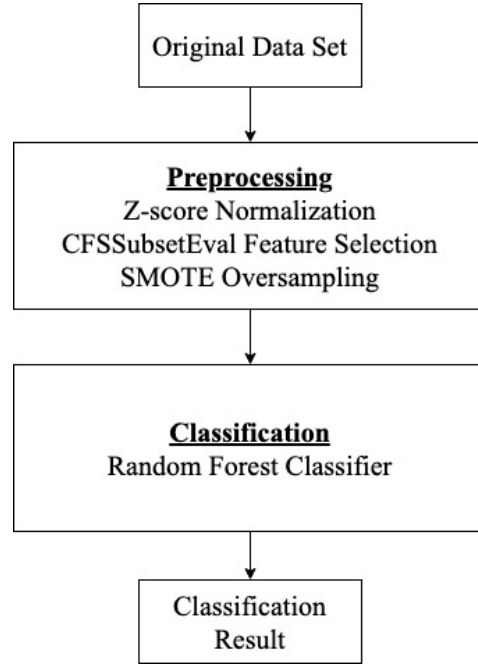 Original Data Set
Preprocessing
Z-score Normalization
CFSSubsetEval Feature Selection
SMOTE Oversampling
Classification
Random Forest Classifier
Classification
Result